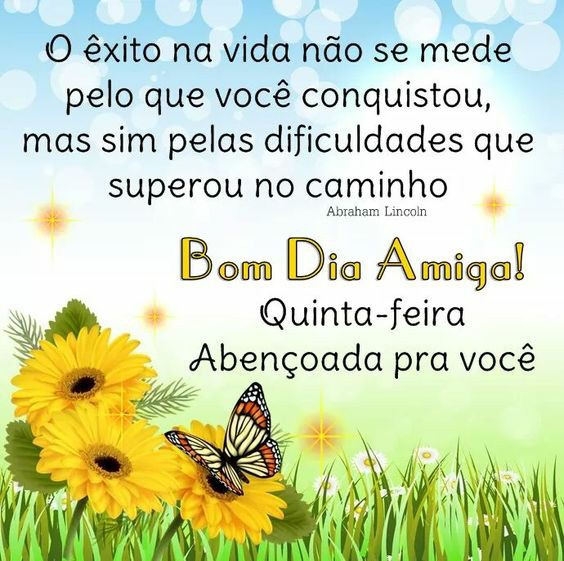 O êxito na vida não se mede
pelo que você conquistou,
mas sim pelas dificuldades que
superou no caminho
Abraham Lincoln
Bom Dia Amiga!
Quinta-feira
Abençoada pra você